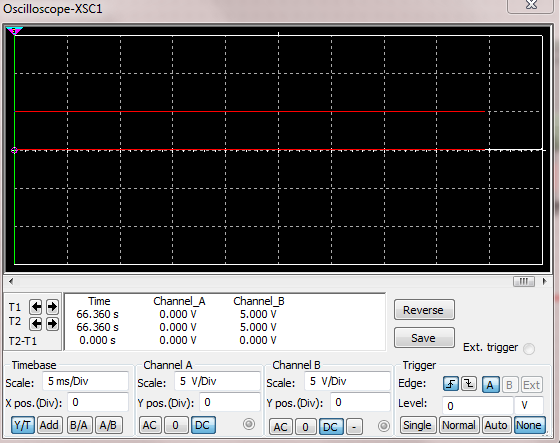 Oscilloscope-XSC1
Time Channel_A Channel_B
T1 66.360 s 0.000 V 5.000 V
T2 66.360 s 0.000 V 5.000 V
T2-T1 0.000 s 0.000 V 0.000 V
Reverse
Save
Ext. trigger
Timebase
Scale: 5 ms/Div
X pos.(Div): 0
Y/T Add B/A A/B
Channel A
Scale: 5 V/Div
Y pos.(Div): 0
AC 0 DC
Channel B
Scale: 5 V/Div
Y pos.(Div): 0
AC 0 DC -
Trigger
Edge: A B Ext
Level: 0 V
Single Normal Auto None